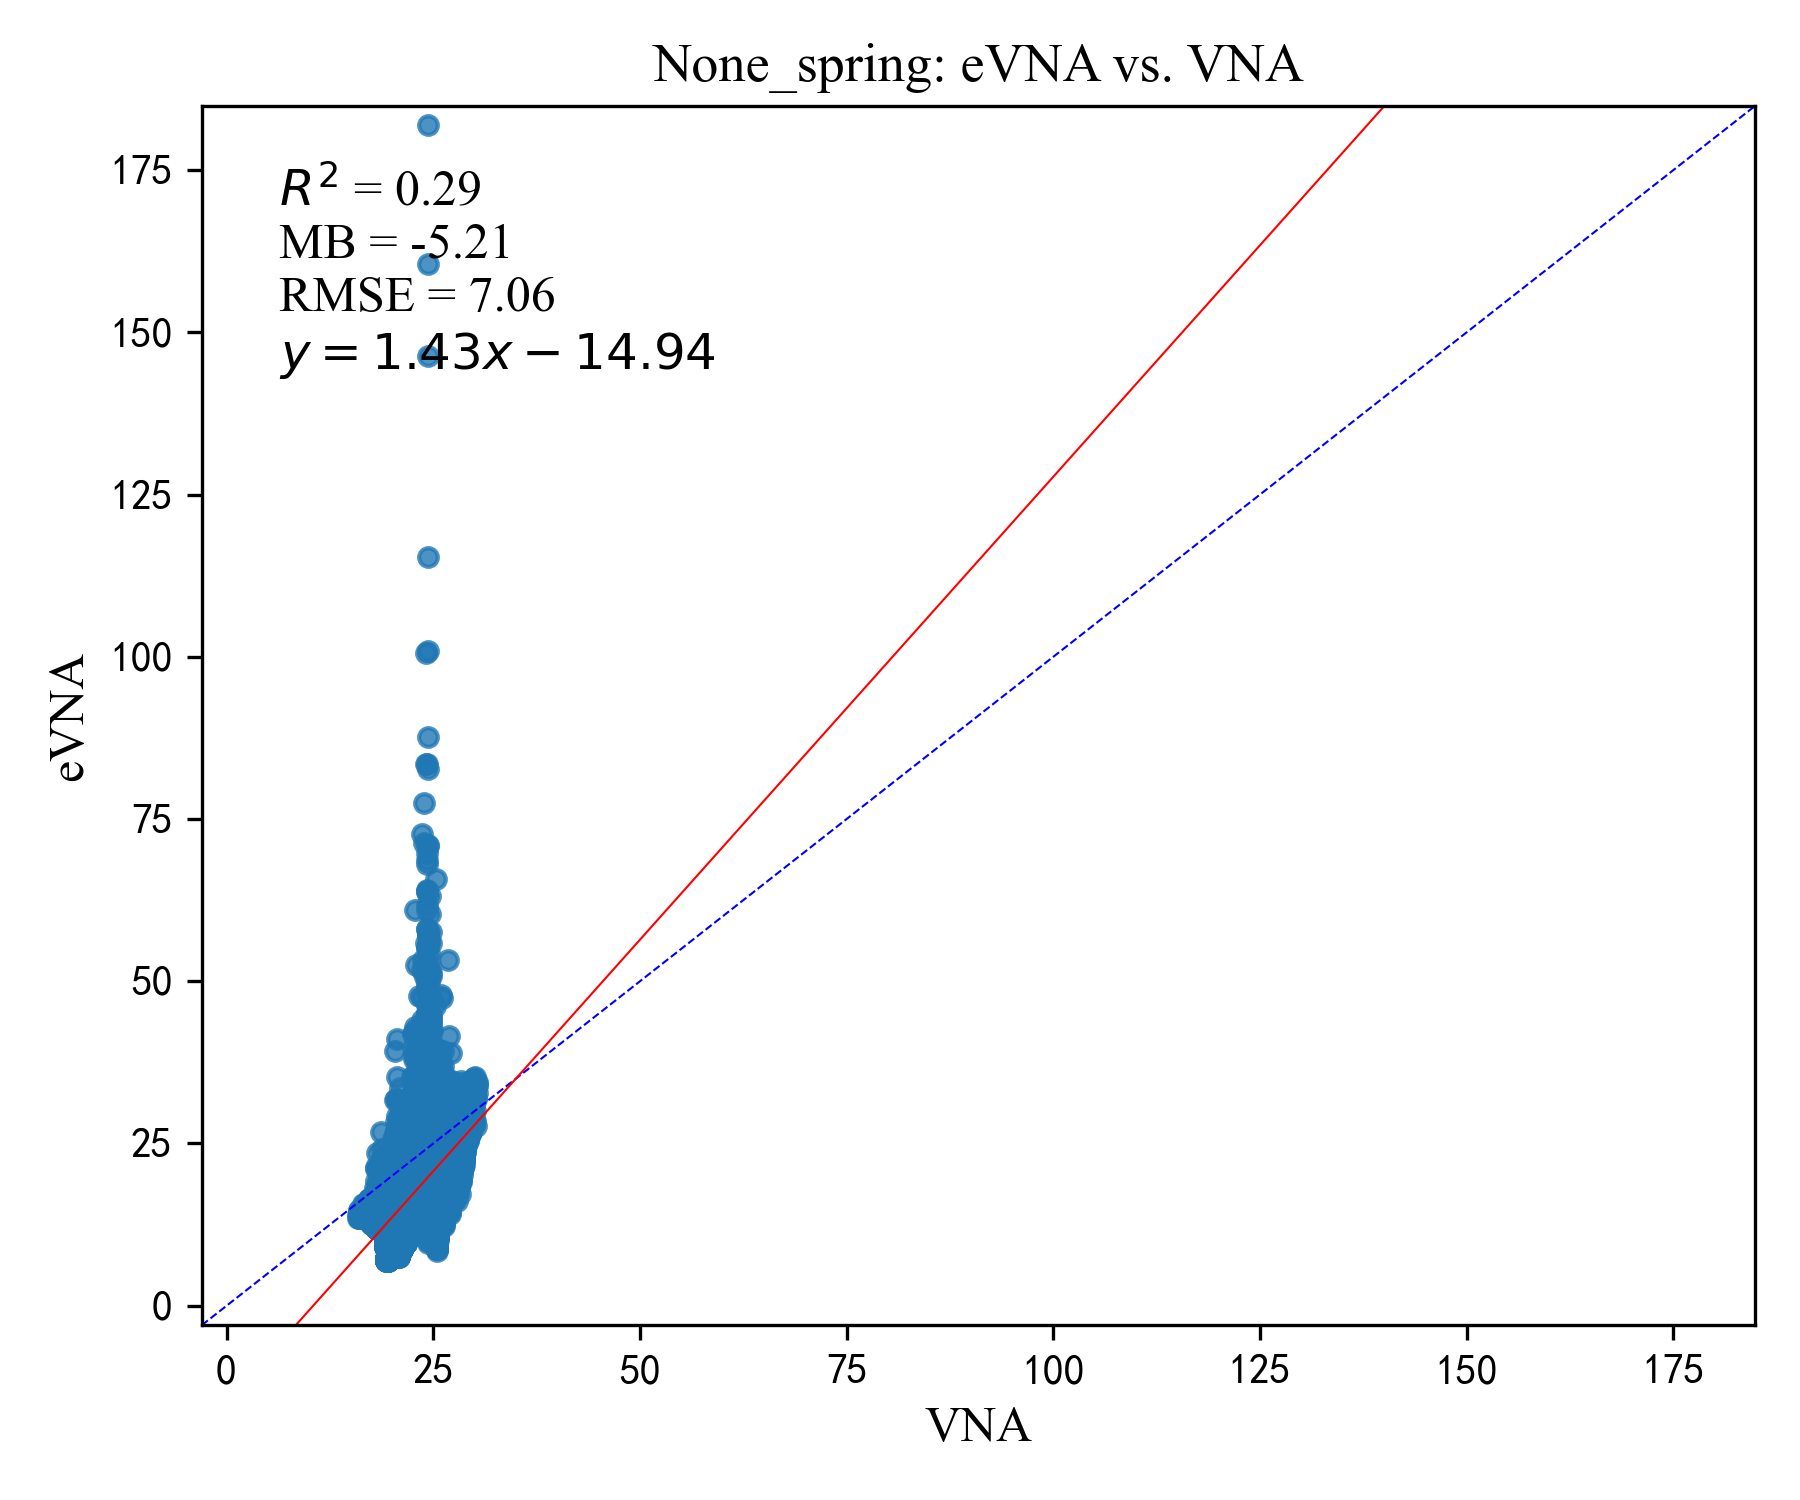 None_spring: eVNA vs. VNA
R² = 0.29
MB = -5.21
RMSE = 7.06
y = 1.43x − 14.94
175
150
125
100
75
50
25
0
eVNA
0 25 50 75 100 125 150 175
VNA